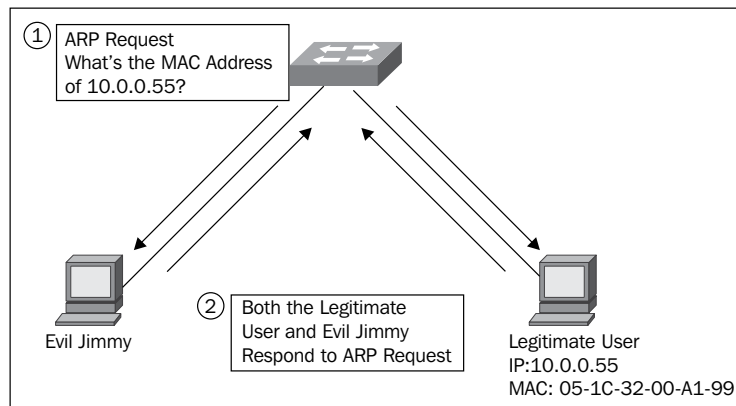 1 ARP Request
What's the MAC Address
of 10.0.0.55?
2 Both the Legitimate
User and Evil Jimmy
Respond to ARP Request
Evil Jimmy
Legitimate User
IP:10.0.0.55
MAC: 05-1C-32-00-A1-99